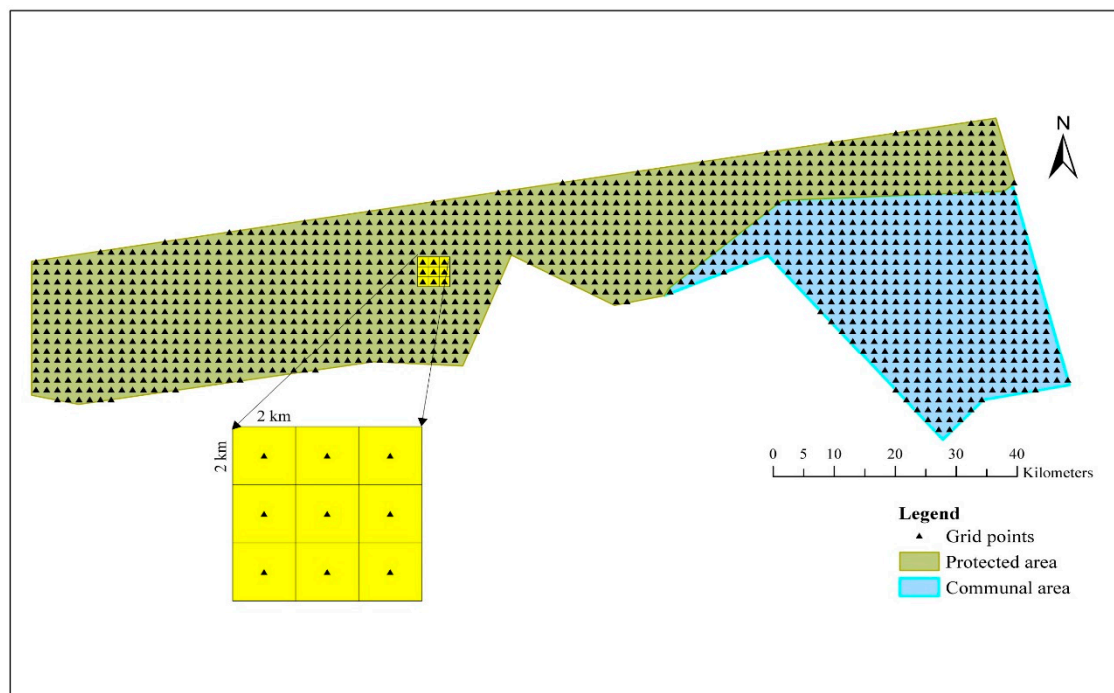 N
2 km
2 km
0 5 10 20 30 40
Kilometers
Legend
Grid points
Protected area
Communal area